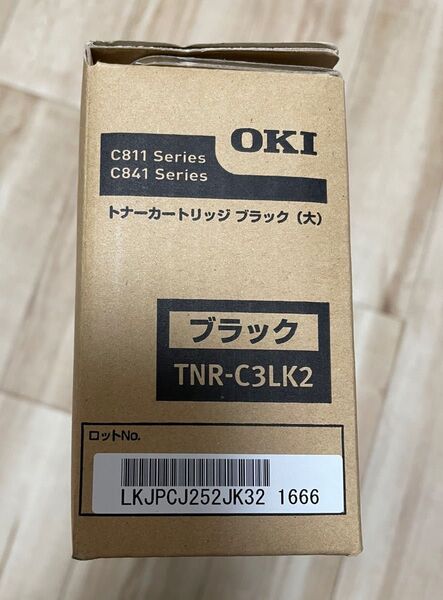 OKI
C811 Series
C841 Series
トナーカートリッジ ブラック（大）
ブラック
TNR-C3LK2
ロットNo.
LKJPCJ252JK32 1666